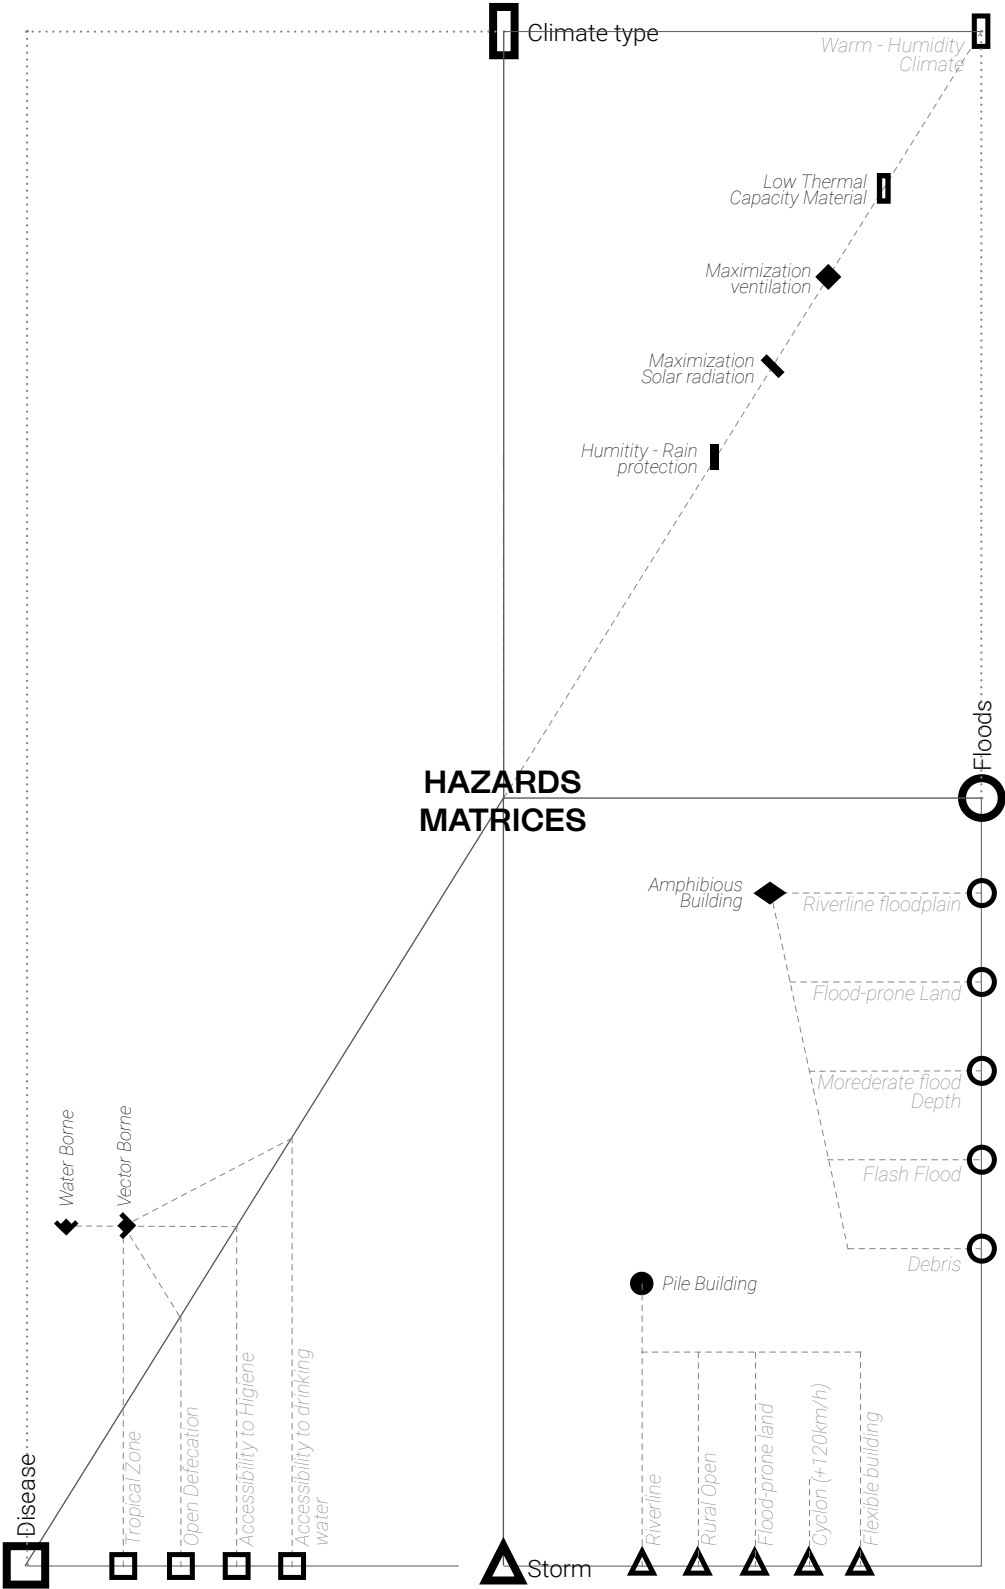 Climate type
Warm - Humidity
Climate
Low Thermal
Capacity Material
Maximization
ventilation
Maximization
Solar radiation
Humitity - Rain
protection
Floods
HAZARDS
MATRICES
Amphibious
Building
Riverline floodplain
Flood-prone Land
Morederate flood
Depth
Flash Flood
Debris
Water Borne
Vector Borne
Pile Building
Disease
Tropical Zone
Open Defecation
Accessibility to Higiene
Accessibility to drinking
water
Storm
Riverline
Rural Open
Flood-prone land
Cyclon (+120km/h)
Flexible building